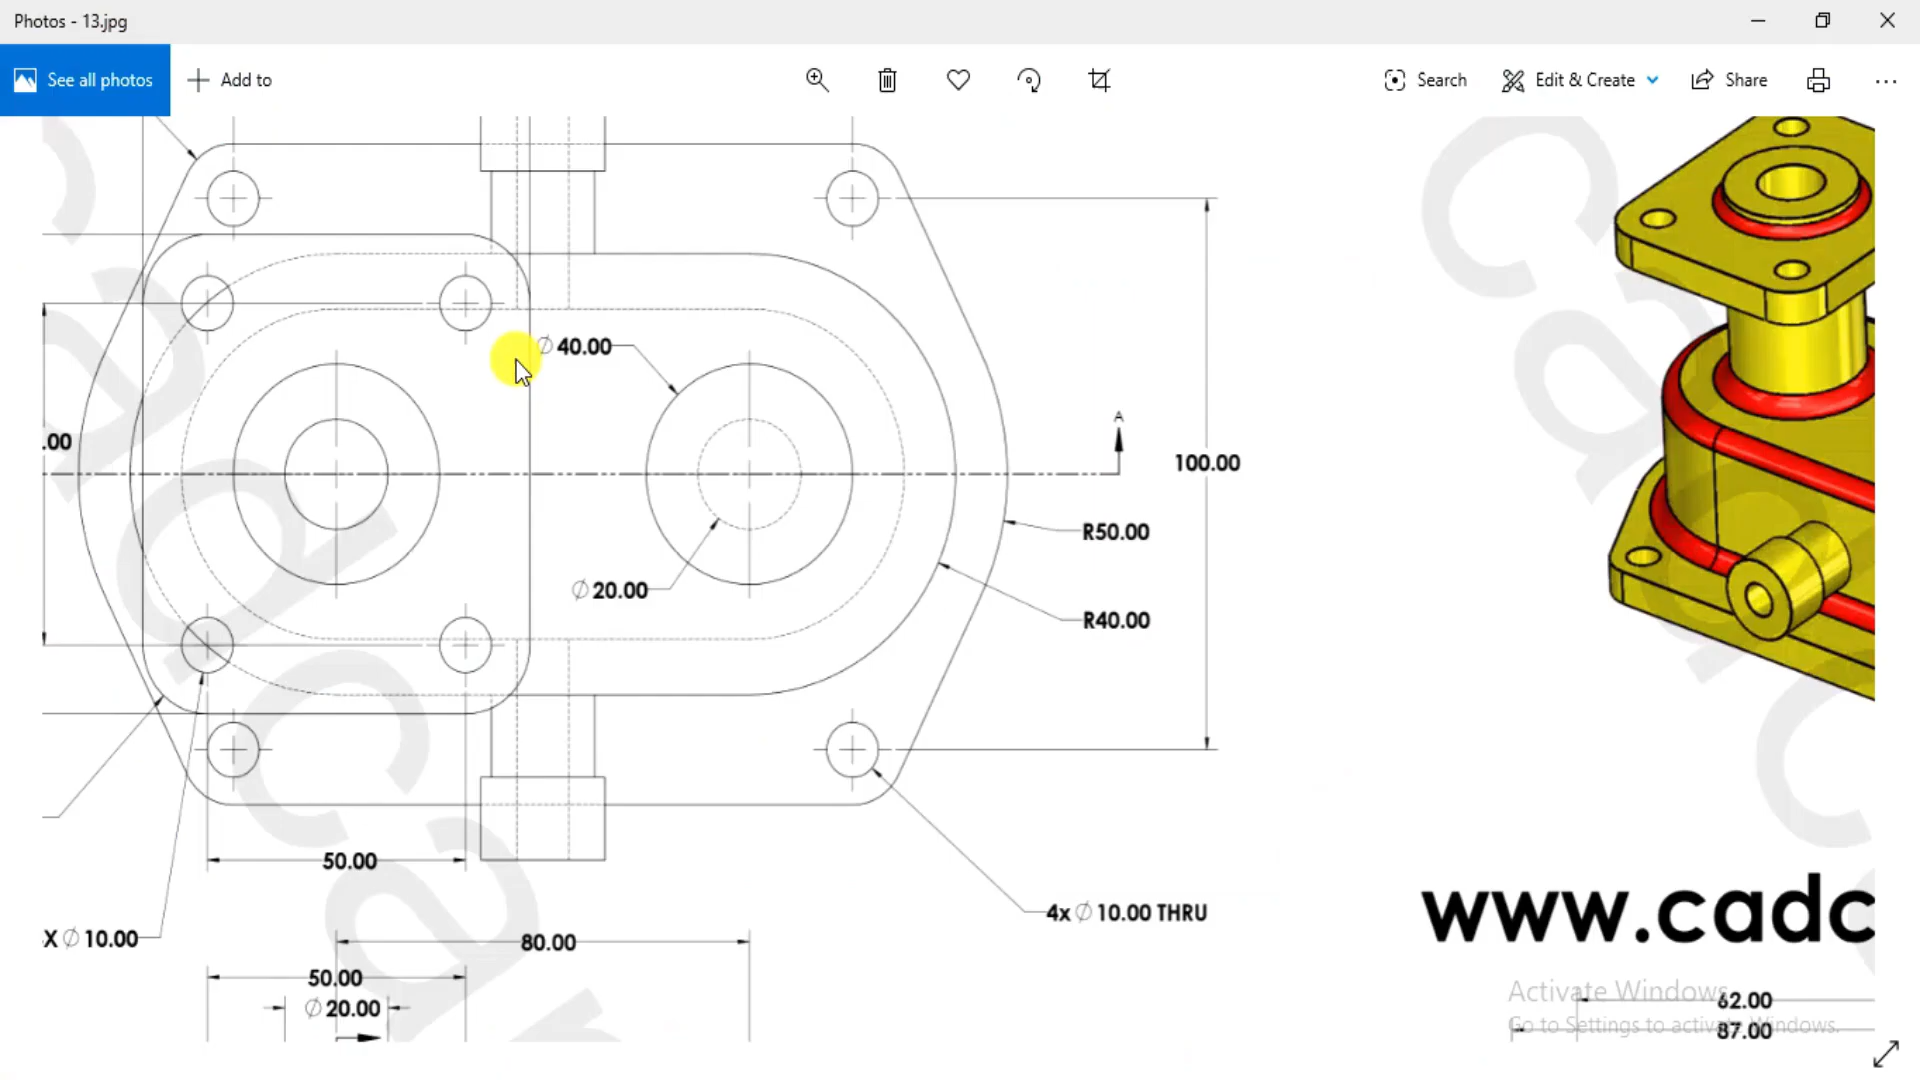 Photos - 13.jpg
See all photos
Add to
Search
Edit & Create
Share
∅ 40.00
A
.00
100.00
R50.00
∅ 20.00
R40.00
50.00
4x ∅ 10.00 THRU
X ∅ 10.00
80.00
50.00
∅ 20.00
www.cadc
Activate Windows
62.00
Go to Settings to activate Windows.
87.00